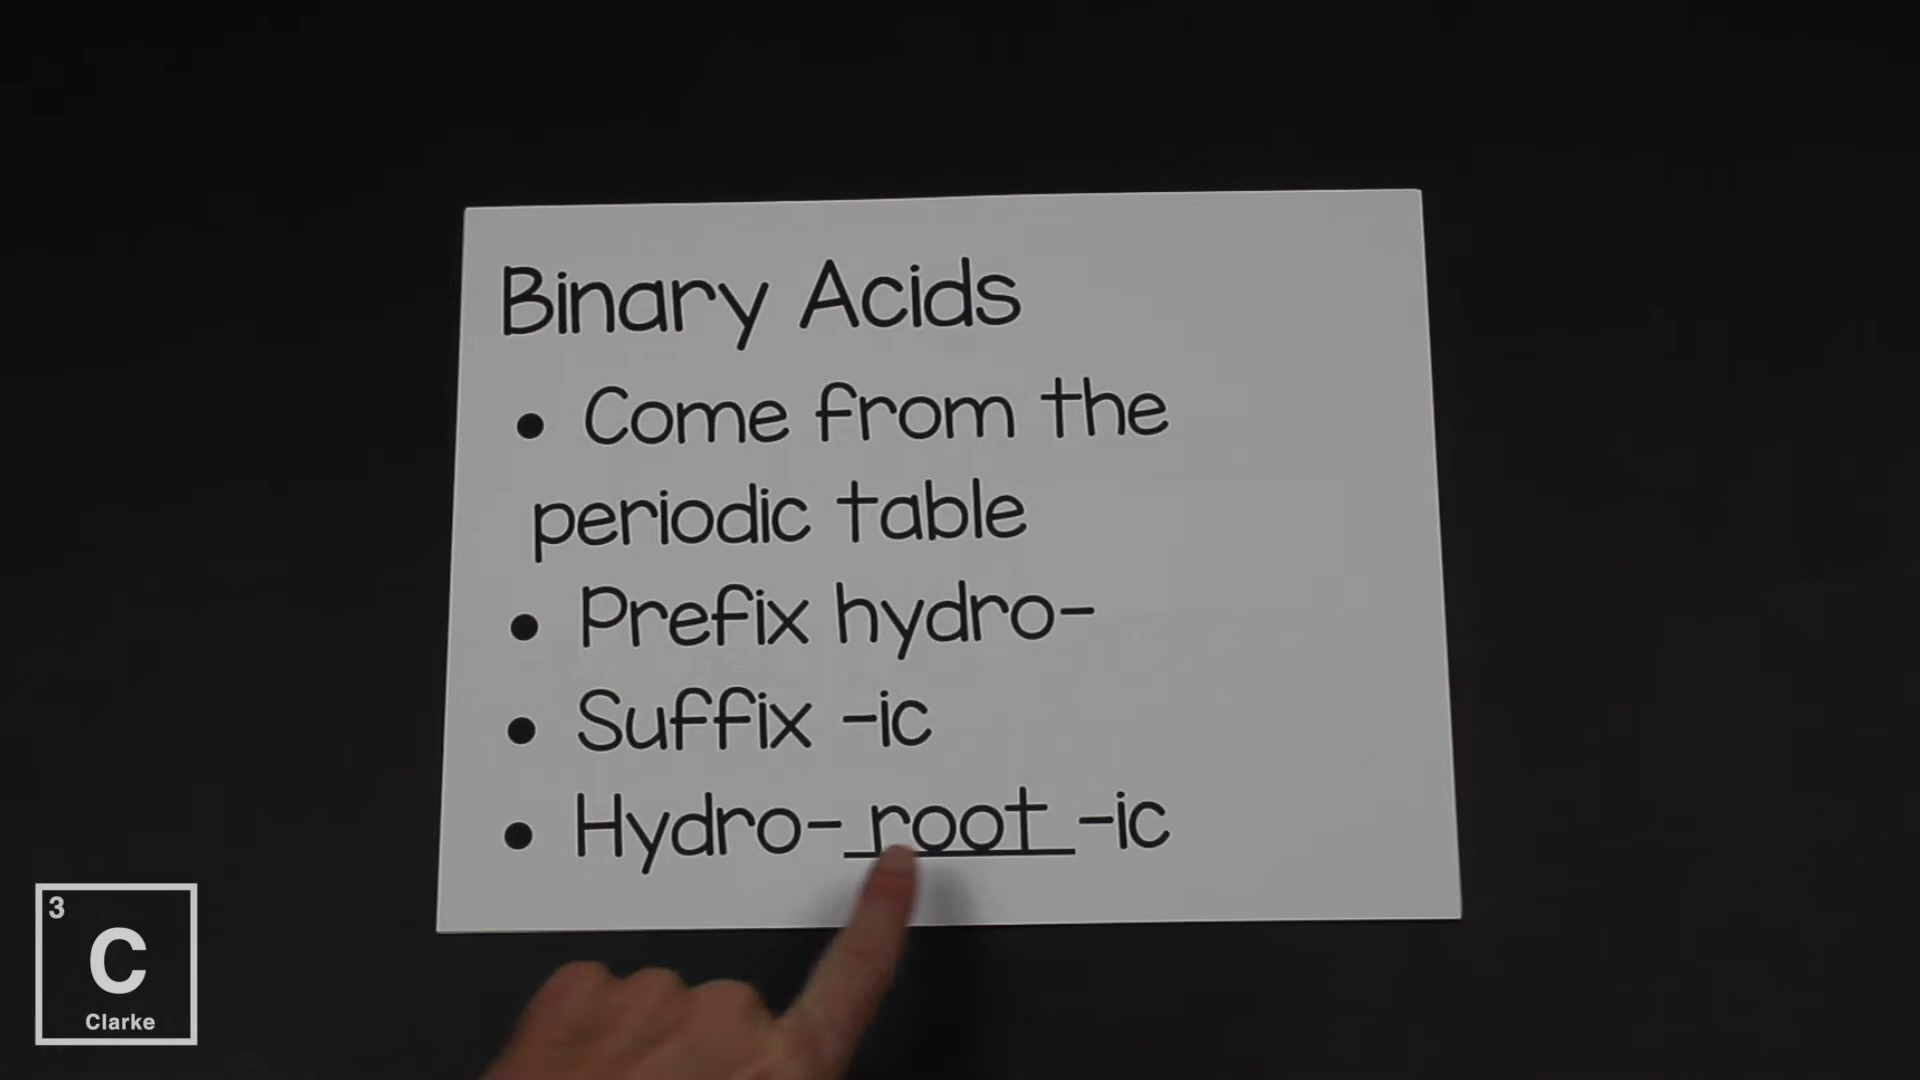 Binary Acids
• Come from the
periodic table
• Prefix hydro-
• Suffix -ic
• Hydro- root -ic
3
C
Clarke